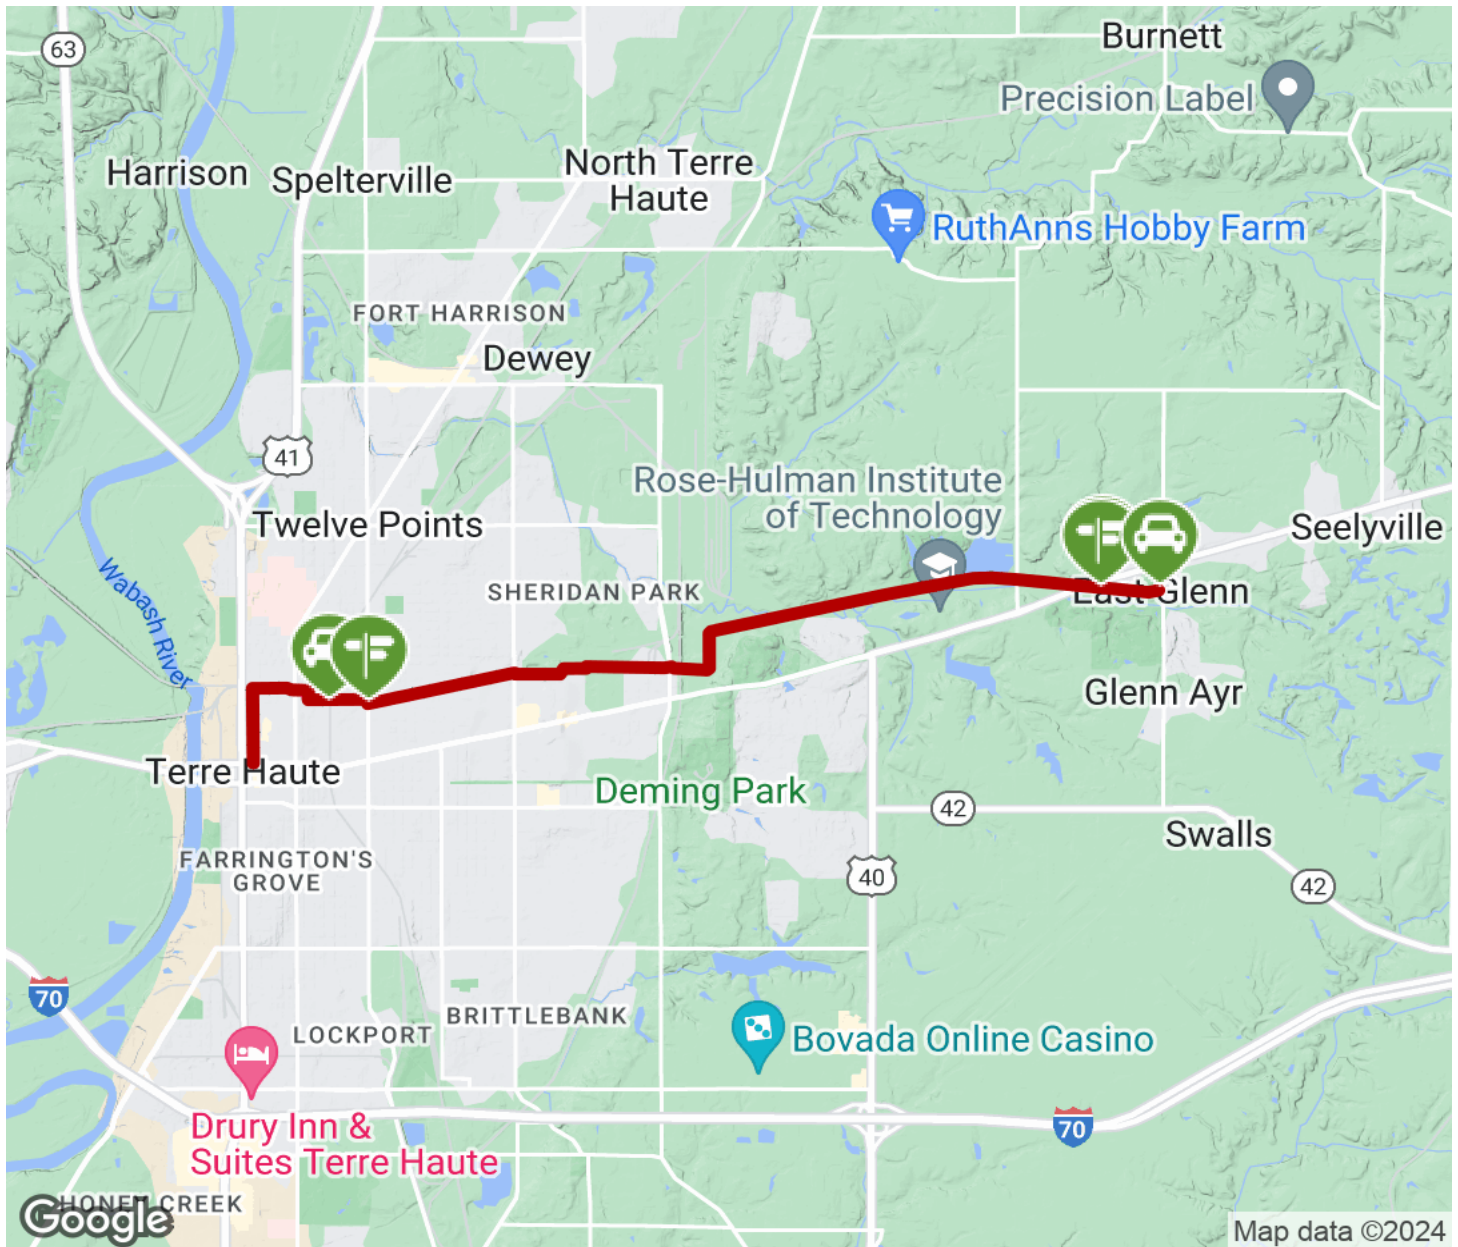 63
Burnett
Precision Label
Harrison
Spelterville
North Terre
Haute
RuthAnns Hobby Farm
FORT HARRISON
Dewey
41
Rose-Hulman Institute
of Technology
Twelve Points
Seelyville
Wabash River
SHERIDAN PARK
East Glenn
Glenn Ayr
Terre Haute
Deming Park
42
Swalls
FARRINGTON'S
GROVE
40
42
70
BRITTLEBANK
LOCKPORT
Bovada Online Casino
Drury Inn &
Suites Terre Haute
70
HONEY CREEK
Google
Map data ©2024